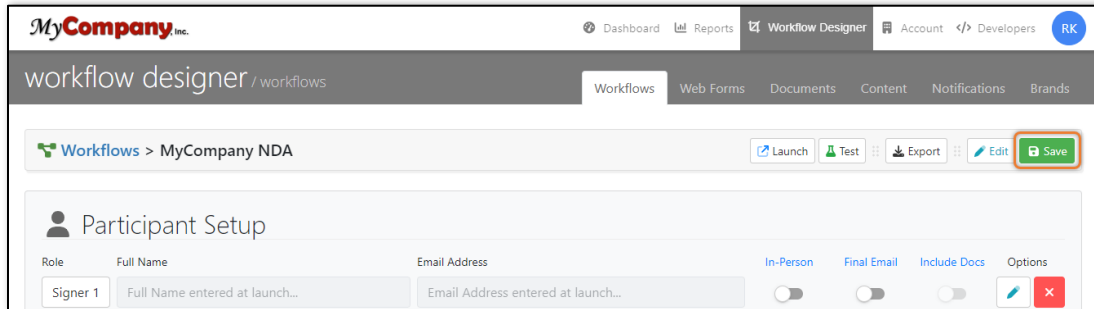 MyCompany, Inc. Dashboard Reports Workflow Designer Account Developers RK
workflow designer / workflows Workflows Web Forms Documents Content Notifications Brands
Workflows > MyCompany NDA Launch Test Export Edit Save
Participant Setup
Role Full Name Email Address In-Person Final Email Include Docs Options
Signer 1 Full Name entered at launch... Email Address entered at launch...